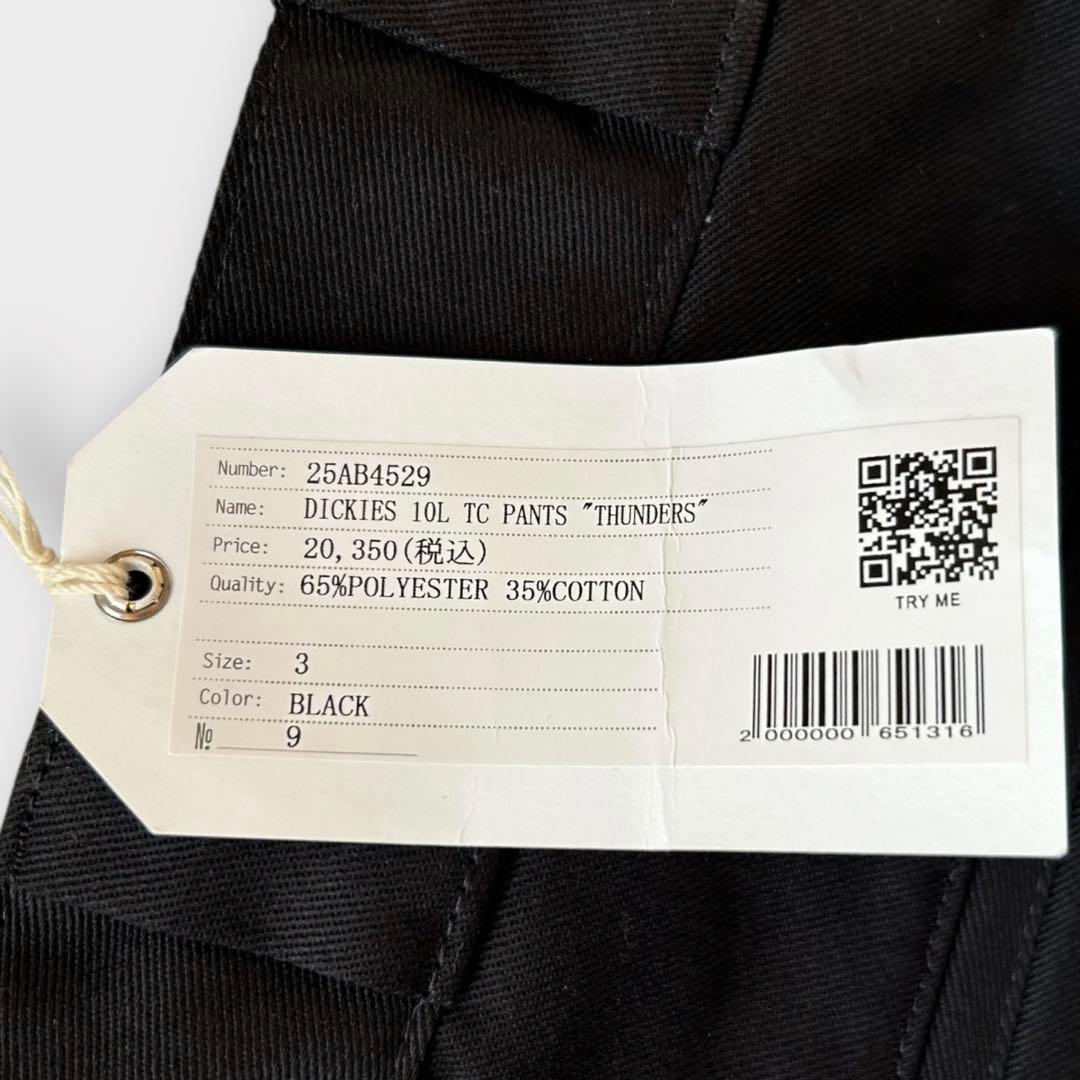 Number: 25AB4529
Name: DICKIES 10L TC PANTS "THUNDERS"
Price: 20,350(税込)
Quality: 65%POLYESTER 35%COTTON
Size: 3
Color: BLACK
№ 9
TRY ME
2 000000 651316